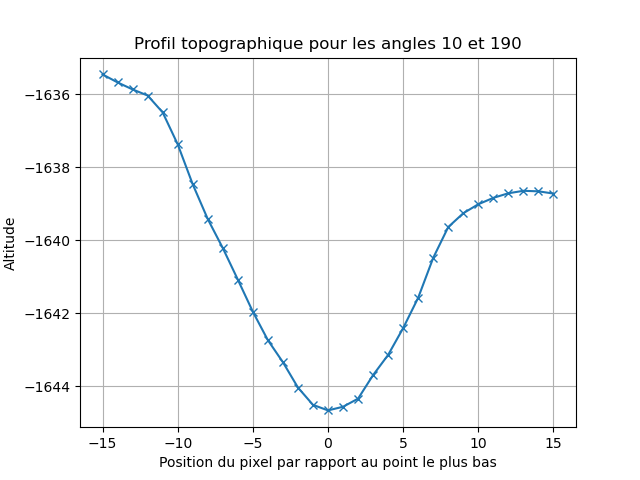 Profil topographique pour les angles 10 et 190
Altitude
−1636
−1638
−1640
−1642
−1644
−15 −10 −5 0 5 10 15
Position du pixel par rapport au point le plus bas